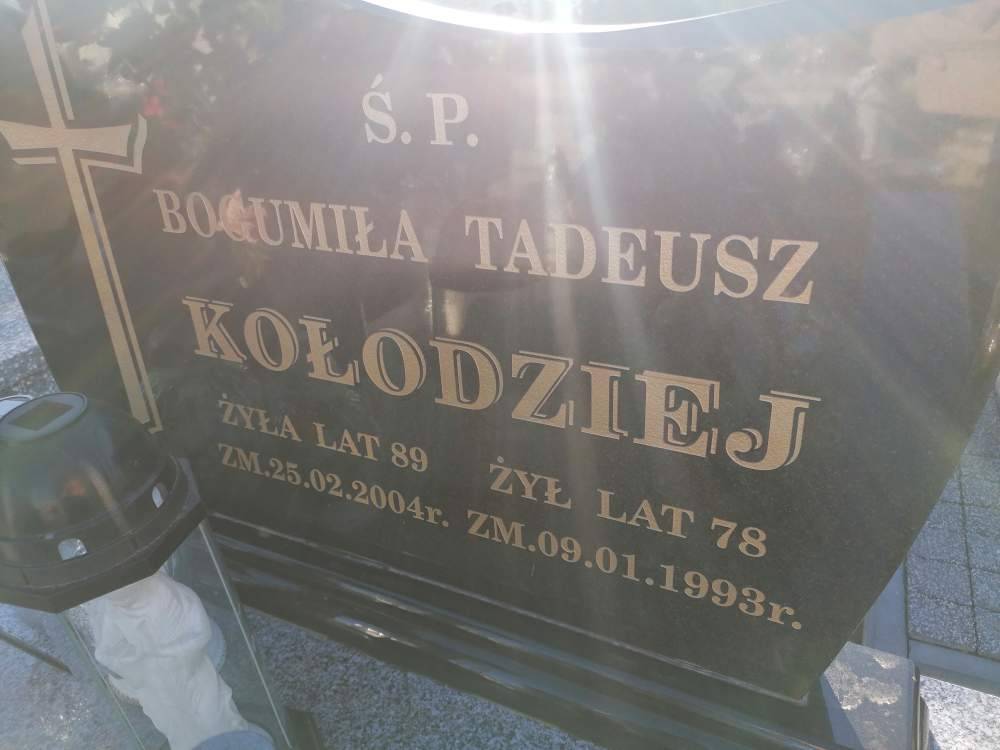 Ś. P.
BOGUMIŁA TADEUSZ
KOŁODZIEJ
ŻYŁA LAT 89 ŻYŁ LAT 78
ZM.25.02.2004r. ZM.09.01.1993r.